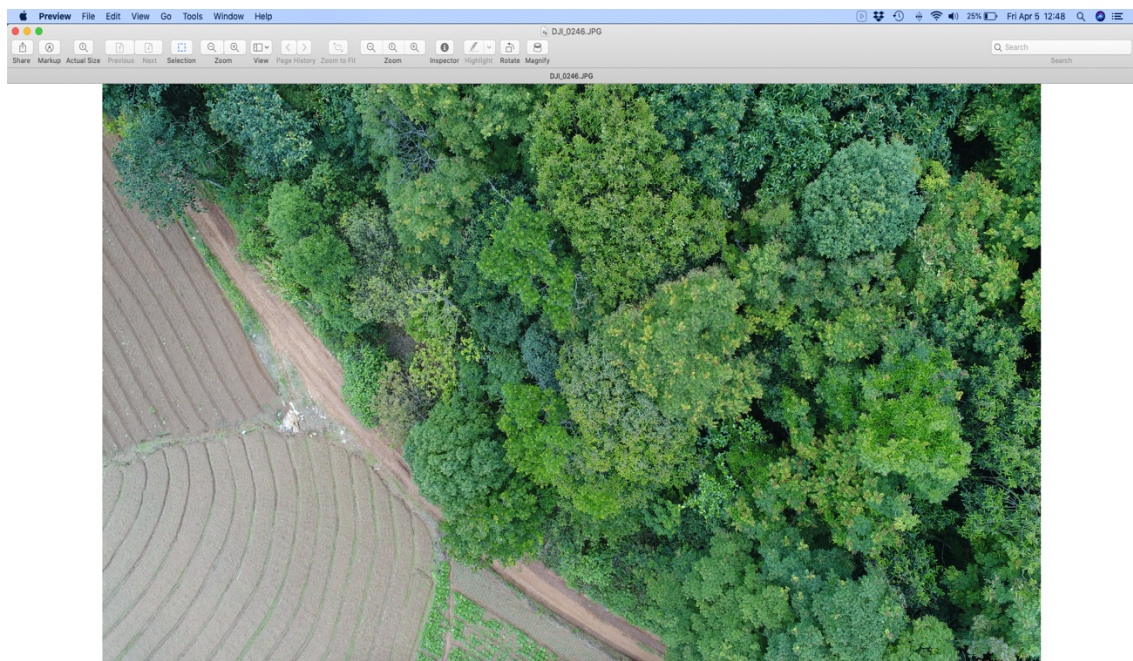 Preview File Edit View Go Tools Window Help 25% Fri Apr 5 12:48
DJI_0246.JPG
Search
Share Markup Actual Size Previous Next Selection Zoom View Page History Zoom to Fit Zoom Inspector Highlight Rotate Magnify Search
DJI_0246.JPG